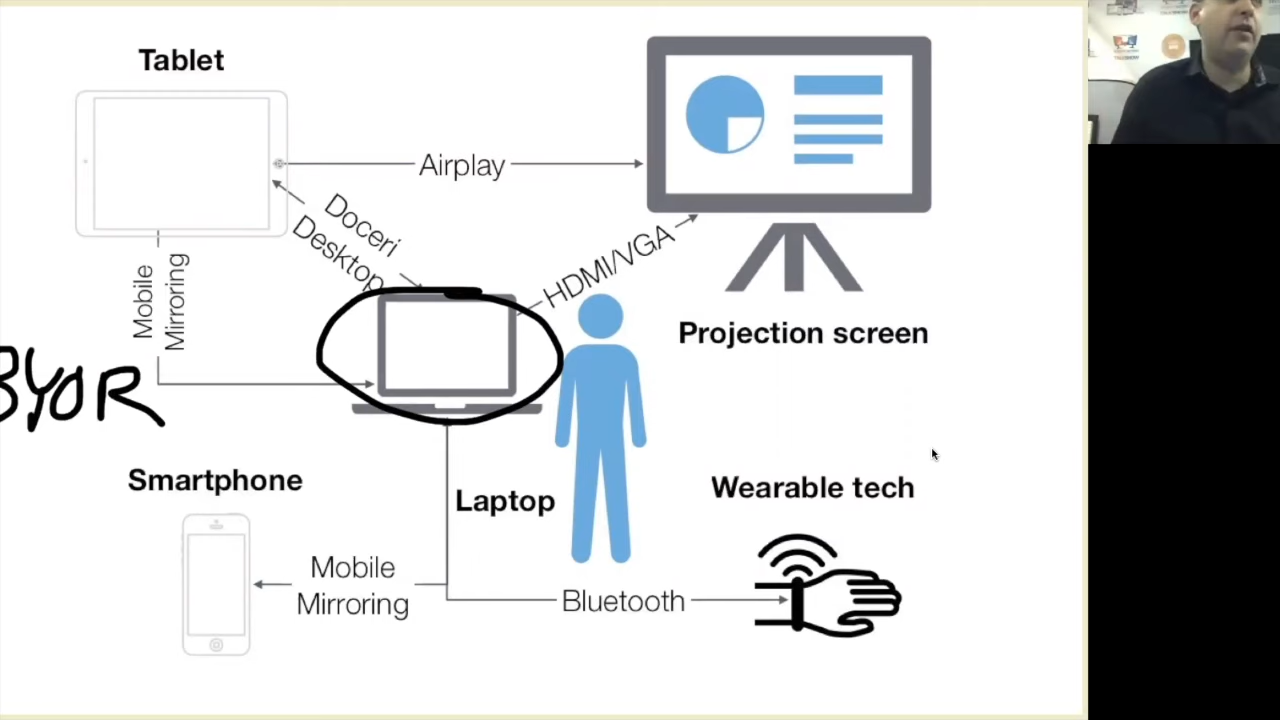 Tablet
Airplay
Doceri
Desktop
HDMI/VGA
Mobile
Mirroring
Projection screen
BYOR
Smartphone
Laptop
Wearable tech
Mobile
Mirroring
Bluetooth